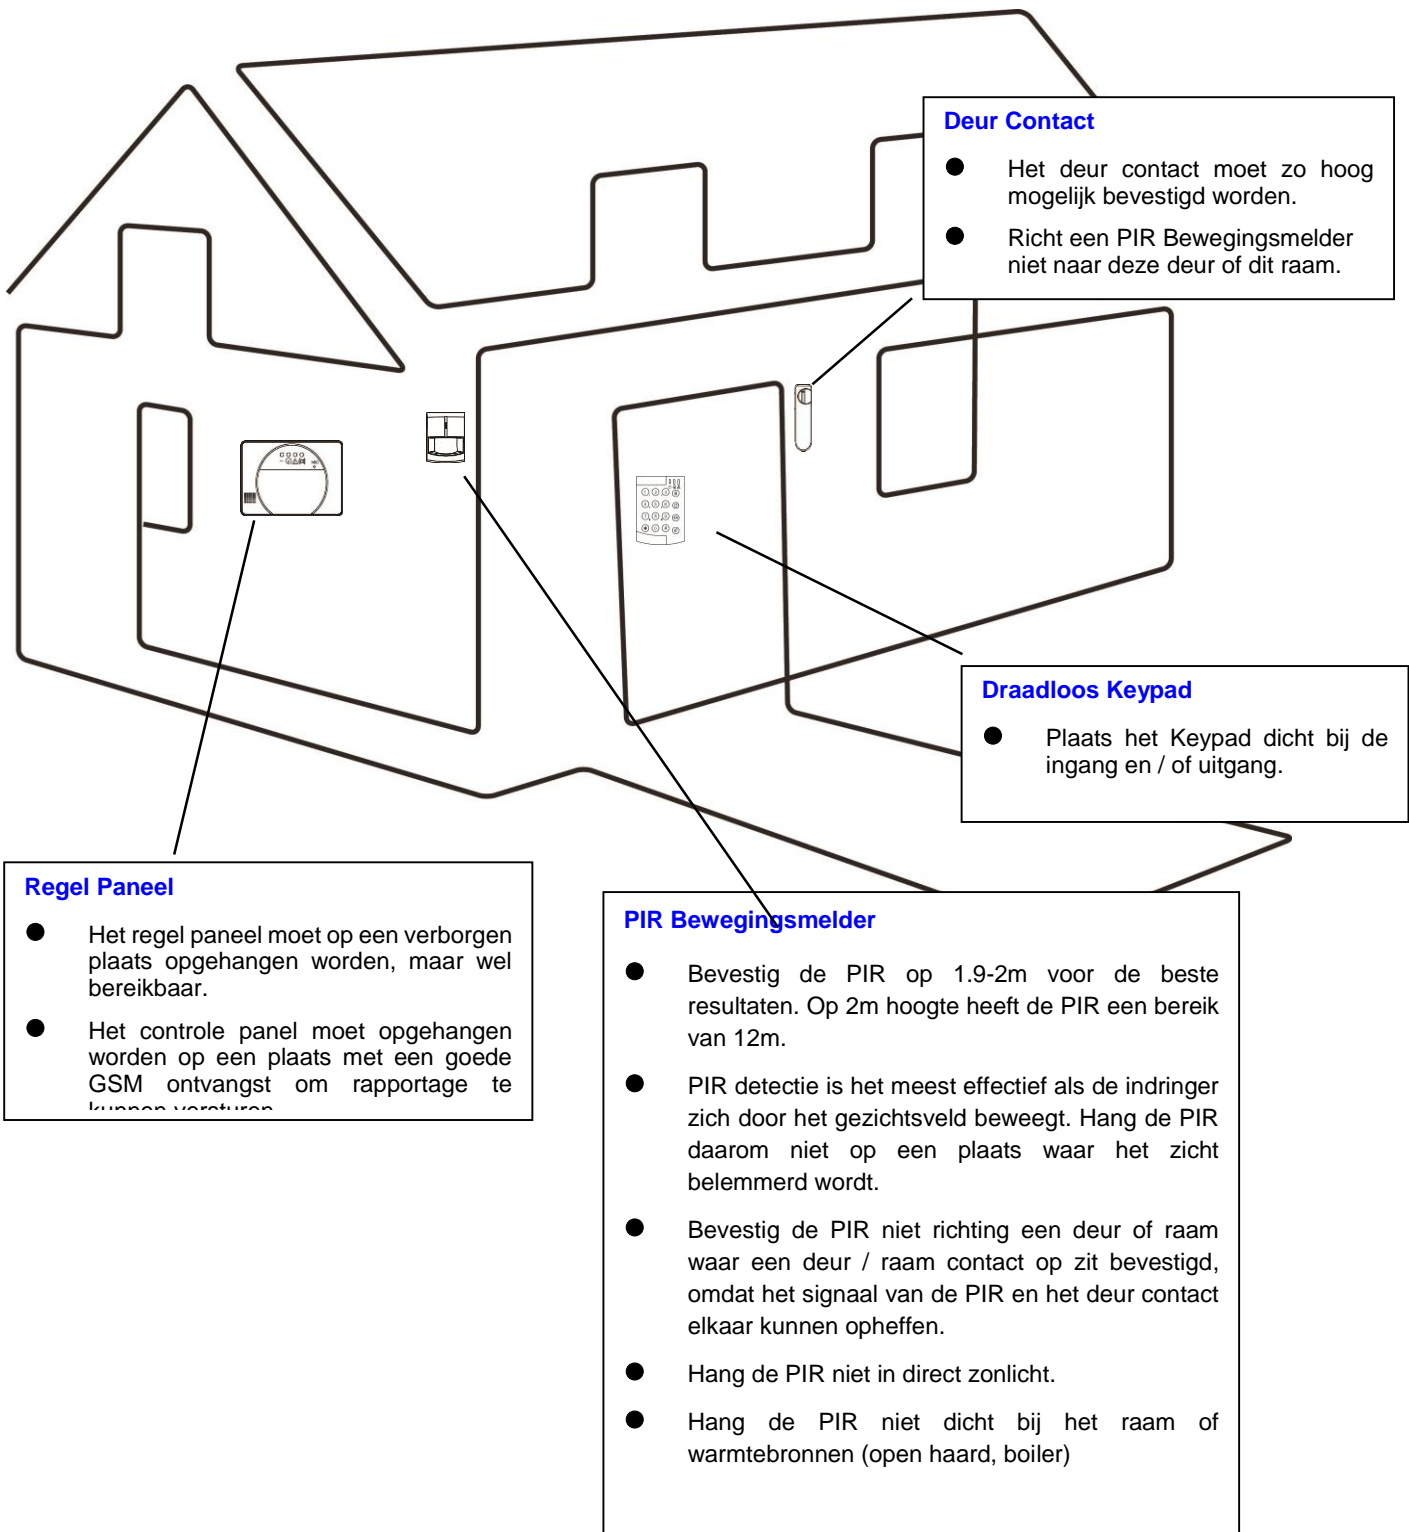 Deur Contact
● Het deur contact moet zo hoog
mogelijk bevestigd worden.
● Richt een PIR Bewegingsmelder
niet naar deze deur of dit raam.
Draadloos Keypad
● Plaats het Keypad dicht bij de
ingang en / of uitgang.
Regel Paneel
● Het regel paneel moet op een verborgen
plaats opgehangen worden, maar wel
bereikbaar.
● Het controle panel moet opgehangen
worden op een plaats met een goede
GSM ontvangst om rapportage te
kunnen versturen
PIR Bewegingsmelder
● Bevestig de PIR op 1.9-2m voor de beste
resultaten. Op 2m hoogte heeft de PIR een bereik
van 12m.
● PIR detectie is het meest effectief als de indringer
zich door het gezichtsveld beweegt. Hang de PIR
daarom niet op een plaats waar het zicht
belemmerd wordt.
● Bevestig de PIR niet richting een deur of raam
waar een deur / raam contact op zit bevestigd,
omdat het signaal van de PIR en het deur contact
elkaar kunnen opheffen.
● Hang de PIR niet in direct zonlicht.
● Hang de PIR niet dicht bij het raam of
warmtebronnen (open haard, boiler)